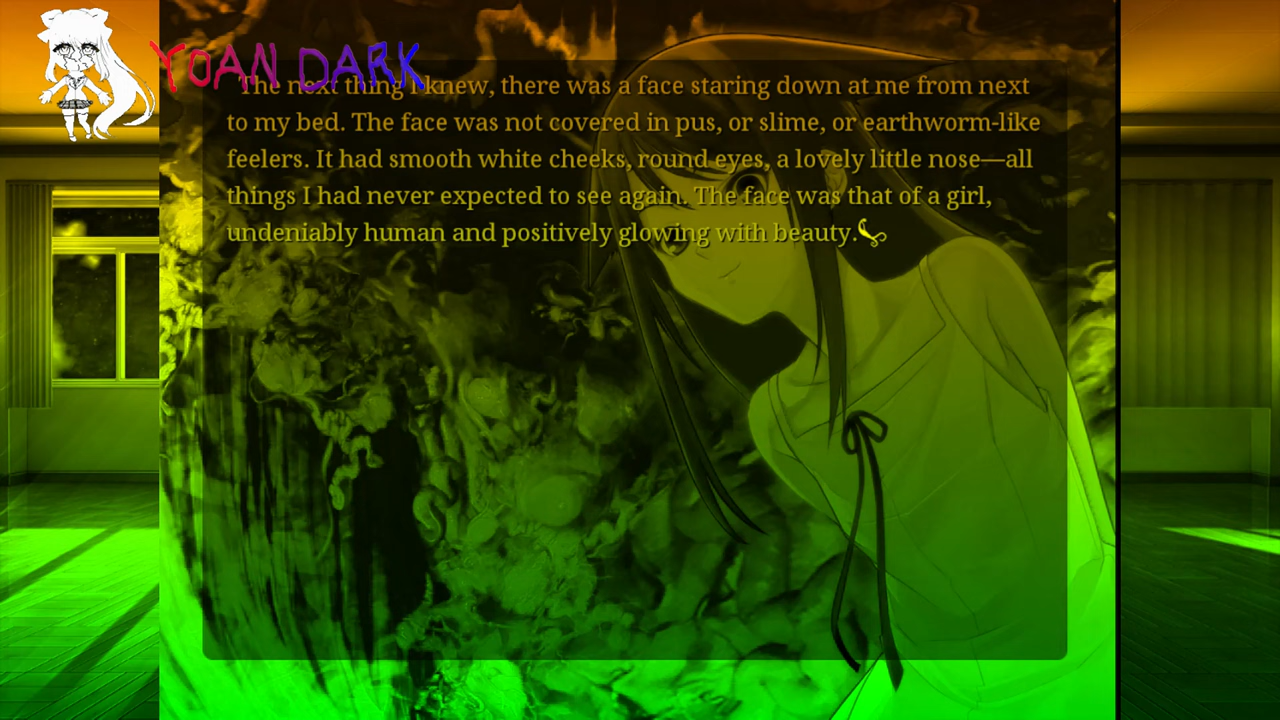 YOAN DARK
The next thing I knew, there was a face staring down at me from next
to my bed. The face was not covered in pus, or slime, or earthworm-like
feelers. It had smooth white cheeks, round eyes, a lovely little nose—all
things I had never expected to see again. The face was that of a girl,
undeniably human and positively glowing with beauty.